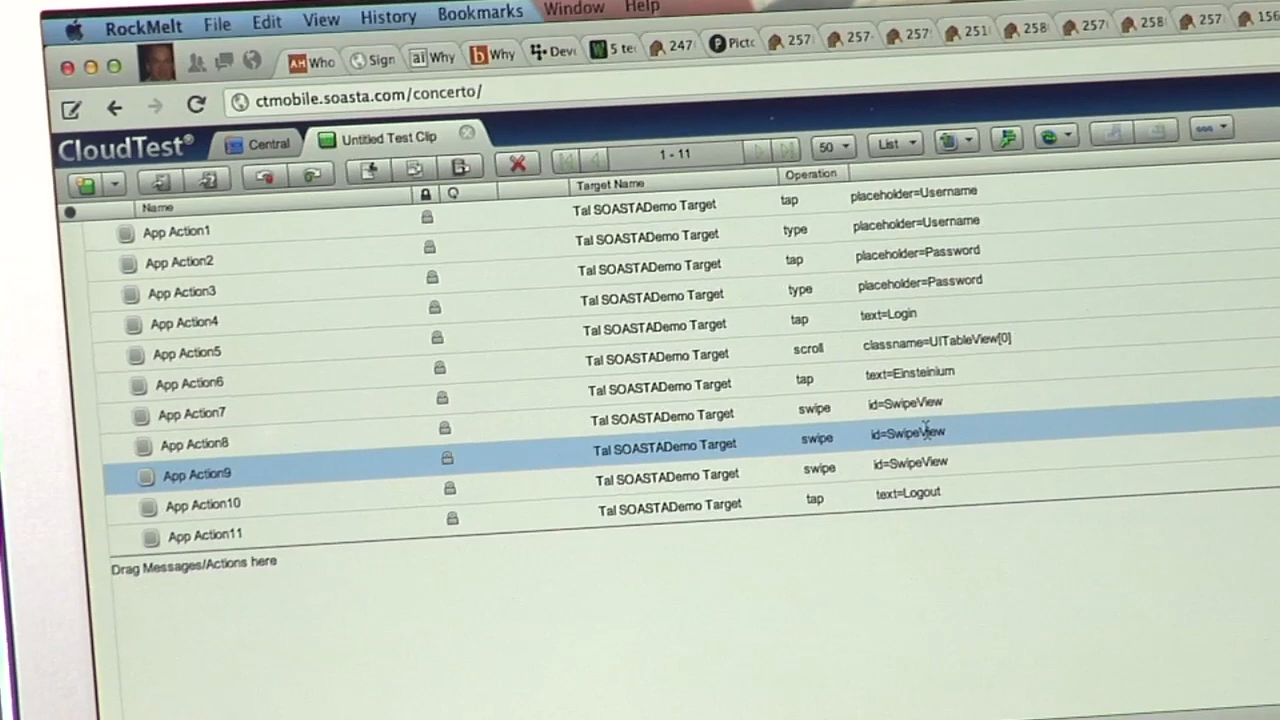 RockMelt File Edit View History Bookmarks Window Help
AH Who Sign ai Why b Why Dev 5 te 247 P Picto 257 257 257 251 258 257 258 257 156
ctmobile.soasta.com/concerto/
CloudTest® Central Untitled Test Clip
1 - 11 50 List
Name Target Name Operation
App Action1 Tal SOASTADemo Target tap placeholder=Username
App Action2 Tal SOASTADemo Target type placeholder=Username
App Action3 Tal SOASTADemo Target tap placeholder=Password
App Action4 Tal SOASTADemo Target type placeholder=Password
App Action5 Tal SOASTADemo Target tap text=Login
App Action6 Tal SOASTADemo Target scroll classname=UITableView[0]
App Action7 Tal SOASTADemo Target tap text=Einsteinium
App Action8 Tal SOASTADemo Target swipe id=SwipeView
App Action9 Tal SOASTADemo Target swipe id=SwipeView
App Action10 Tal SOASTADemo Target swipe id=SwipeView
App Action11 Tal SOASTADemo Target tap text=Logout
Drag Messages/Actions here